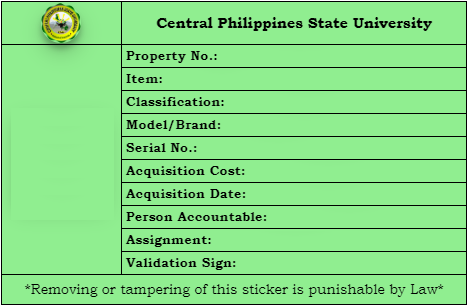 Central Philippines State University
Property No.:
Item:
Classification:
Model/Brand:
Serial No.:
Acquisition Cost:
Acquisition Date:
Person Accountable:
Assignment:
Validation Sign:
*Removing or tampering of this sticker is punishable by Law*